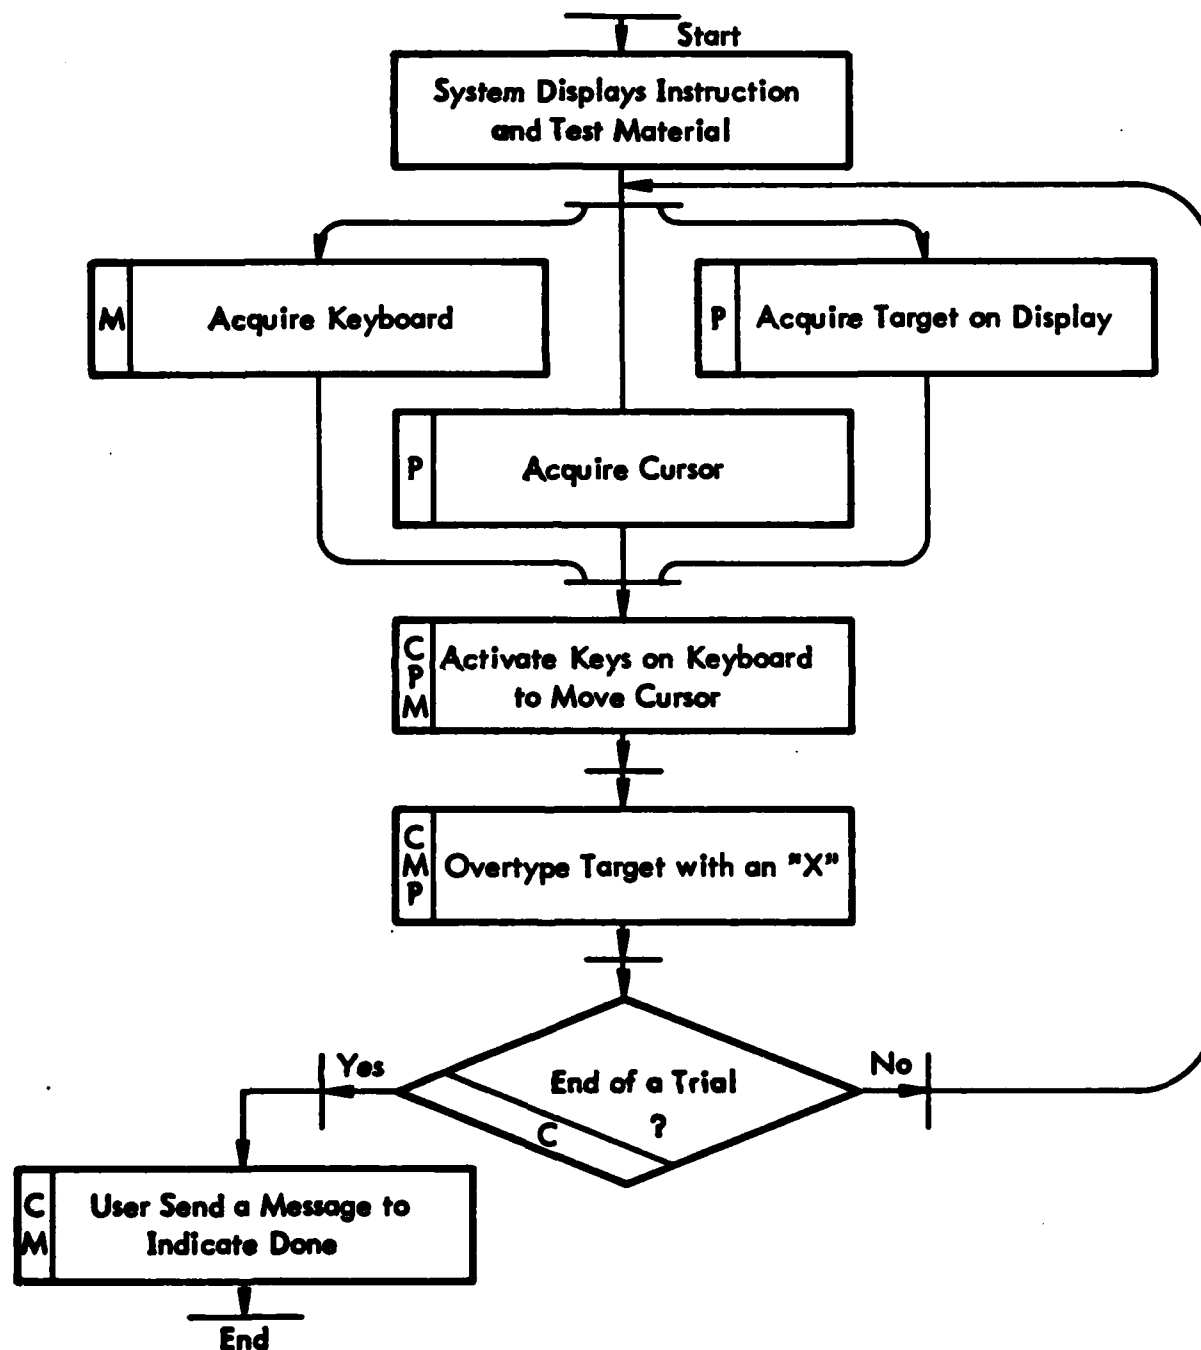 Start
System Displays Instruction
and Test Material
M
Acquire Keyboard
P
Acquire Target on Display
P
Acquire Cursor
C
P
M
Activate Keys on Keyboard
to Move Cursor
C
M
P
Overtype Target with an "X"
Yes
End of a Trial
?
C
No
C
M
User Send a Message to
Indicate Done
End